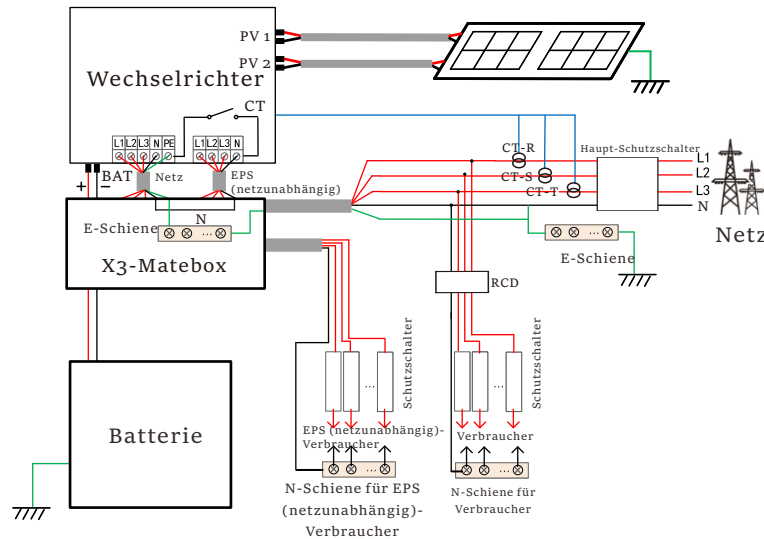 PV 1
PV 2
Wechselrichter
CT
L1 L2 L3 N PE
L1 L2 L3 N
BAT
+
−
Netz
EPS
(netzunabhängig)
CT-R
CT-S
CT-T
Haupt-Schutzschalter
L1
L2
L3
N
Netz
E-Schiene
N
...
X3-Matebox
...
E-Schiene
RCD
...
Schutzschalter
...
Schutzschalter
Batterie
EPS (netzunabhängig)-
Verbraucher
Verbraucher
...
...
N-Schiene für EPS
(netzunabhängig)-
Verbraucher
N-Schiene für
Verbraucher